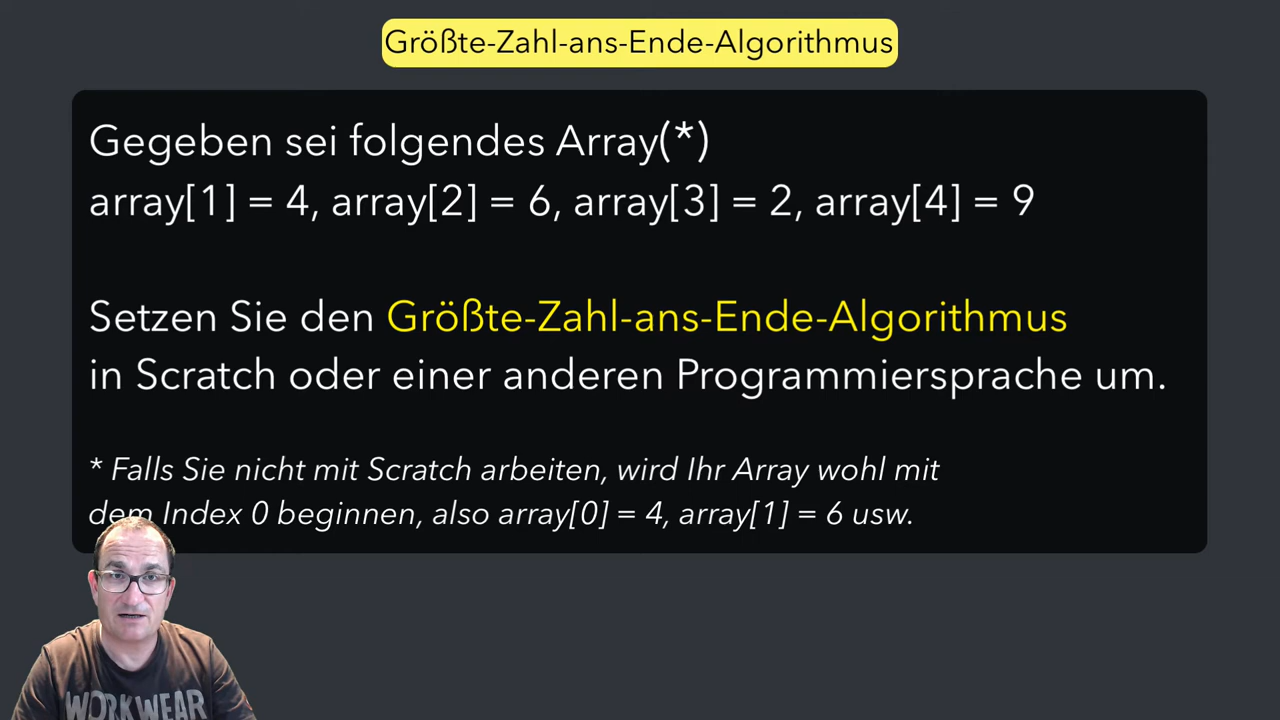 Größte-Zahl-ans-Ende-Algorithmus
Gegeben sei folgendes Array(*)
array[1] = 4, array[2] = 6, array[3] = 2, array[4] = 9
Setzen Sie den Größte-Zahl-ans-Ende-Algorithmus
in Scratch oder einer anderen Programmiersprache um.
* Falls Sie nicht mit Scratch arbeiten, wird Ihr Array wohl mit
dem Index 0 beginnen, also array[0] = 4, array[1] = 6 usw.
WORKWEAR